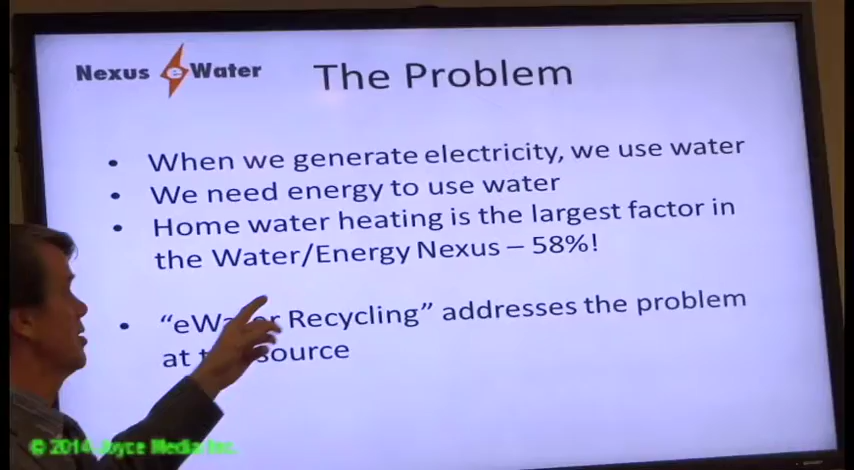 Nexus e Water
The Problem
• When we generate electricity, we use water
• We need energy to use water
• Home water heating is the largest factor in
the Water/Energy Nexus – 58%!
• “eWater Recycling” addresses the problem
at the source
© 2014 Joyce Media Inc.